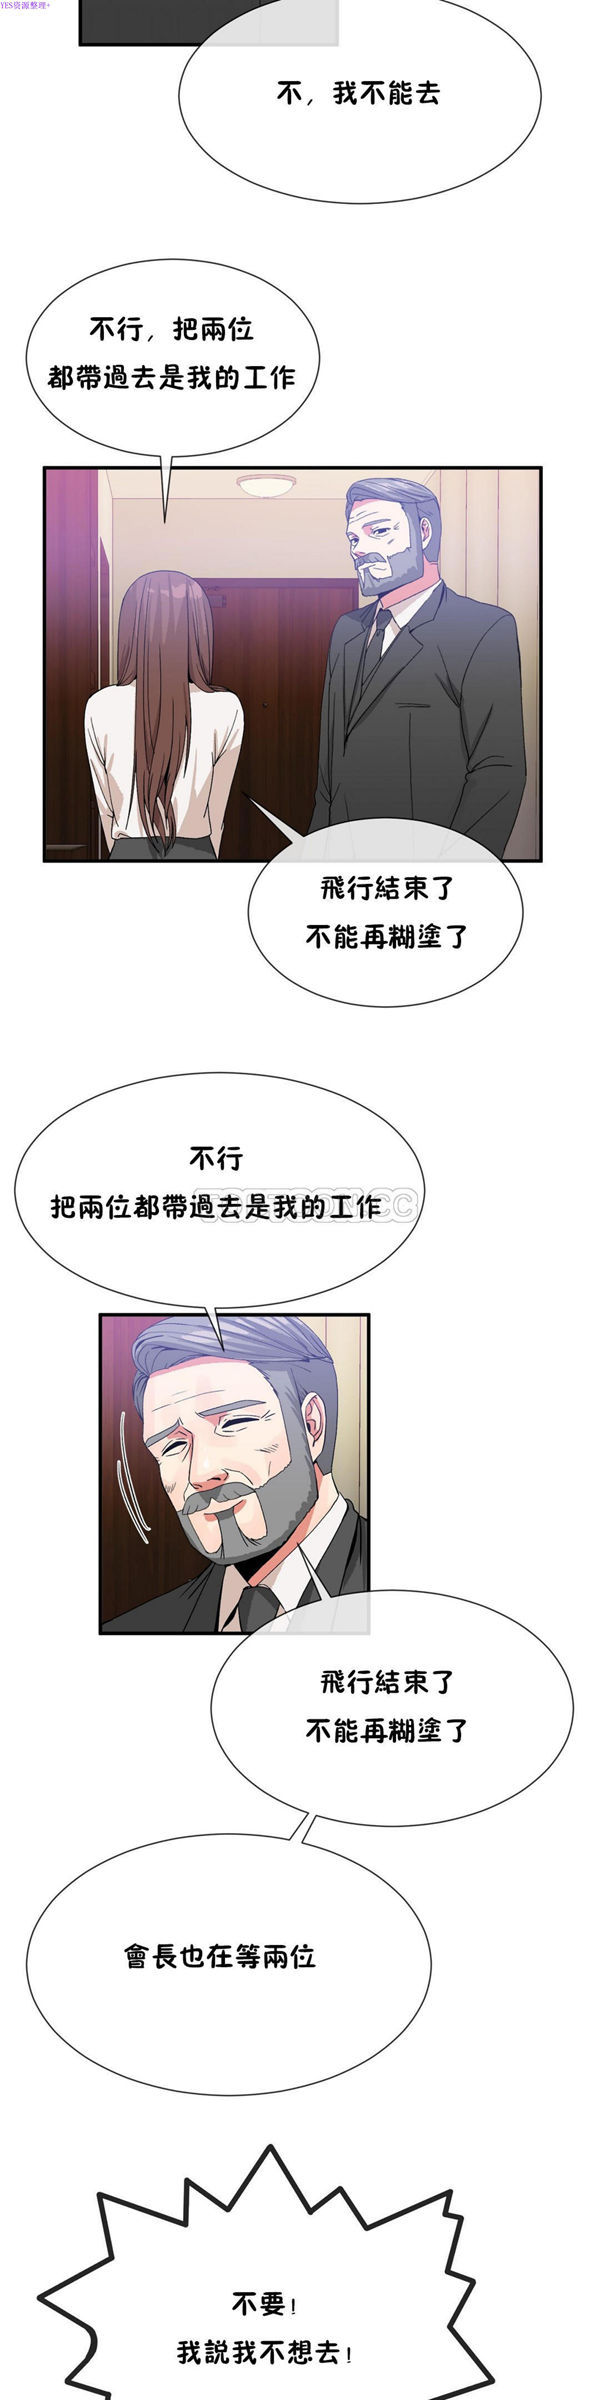 YES资源整理+
不，我不能去
不行，把兩位
都帶過去是我的工作
飛行結束了
不能再糊塗了
不行
把兩位都帶過去是我的工作
TOPTOON.CC
飛行結束了
不能再糊塗了
會長也在等兩位
不要！
我說我不想去！